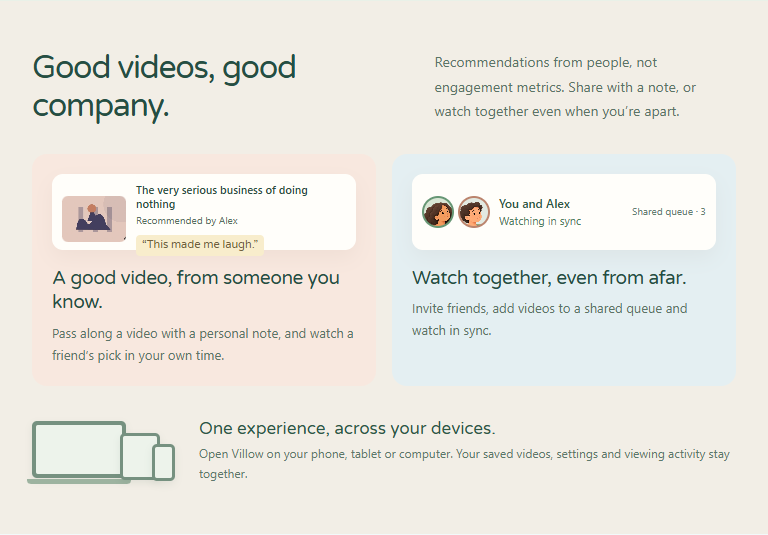 Good videos, good
company.
Recommendations from people, not
engagement metrics. Share with a note, or
watch together even when you’re apart.
The very serious business of doing
nothing
Recommended by Alex
“This made me laugh.”
A good video, from someone you
know.
Pass along a video with a personal note, and watch a
friend’s pick in your own time.
You and Alex
Watching in sync
Shared queue · 3
Watch together, even from afar.
Invite friends, add videos to a shared queue and
watch in sync.
One experience, across your devices.
Open Villow on your phone, tablet or computer. Your saved videos, settings and viewing activity stay
together.